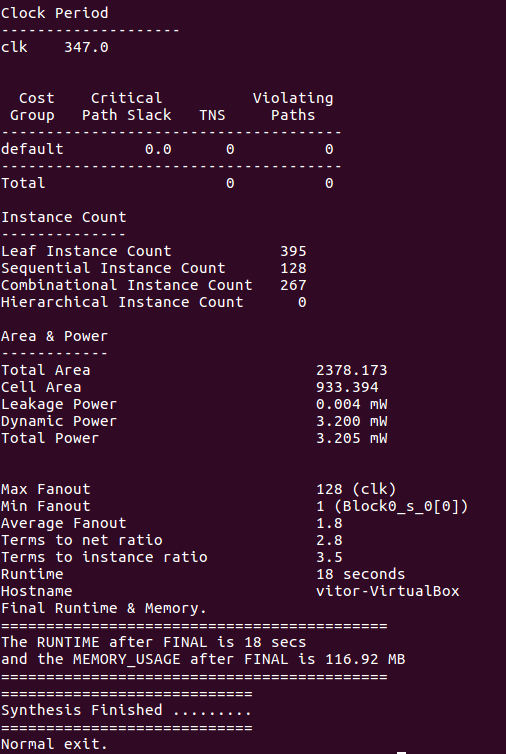 Clock Period
--------------------
clk    347.0
  Cost    Critical         Violating
 Group   Path Slack   TNS     Paths
--------------------------------------
default         0.0      0          0
--------------------------------------
Total                    0          0
Instance Count
--------------
Leaf Instance Count            395
Sequential Instance Count      128
Combinational Instance Count   267
Hierarchical Instance Count      0
Area & Power
------------
Total Area                         2378.173
Cell Area                          933.394
Leakage Power                      0.004 mW
Dynamic Power                      3.200 mW
Total Power                        3.205 mW
Max Fanout                         128 (clk)
Min Fanout                         1 (Block0_s_0[0])
Average Fanout                     1.8
Terms to net ratio                 2.8
Terms to instance ratio            3.5
Runtime                            18 seconds
Hostname                           vitor-VirtualBox
Final Runtime & Memory.
===========================================
The RUNTIME after FINAL is 18 secs
and the MEMORY_USAGE after FINAL is 116.92 MB
===========================================
============================
Synthesis Finished .........
============================
Normal exit.